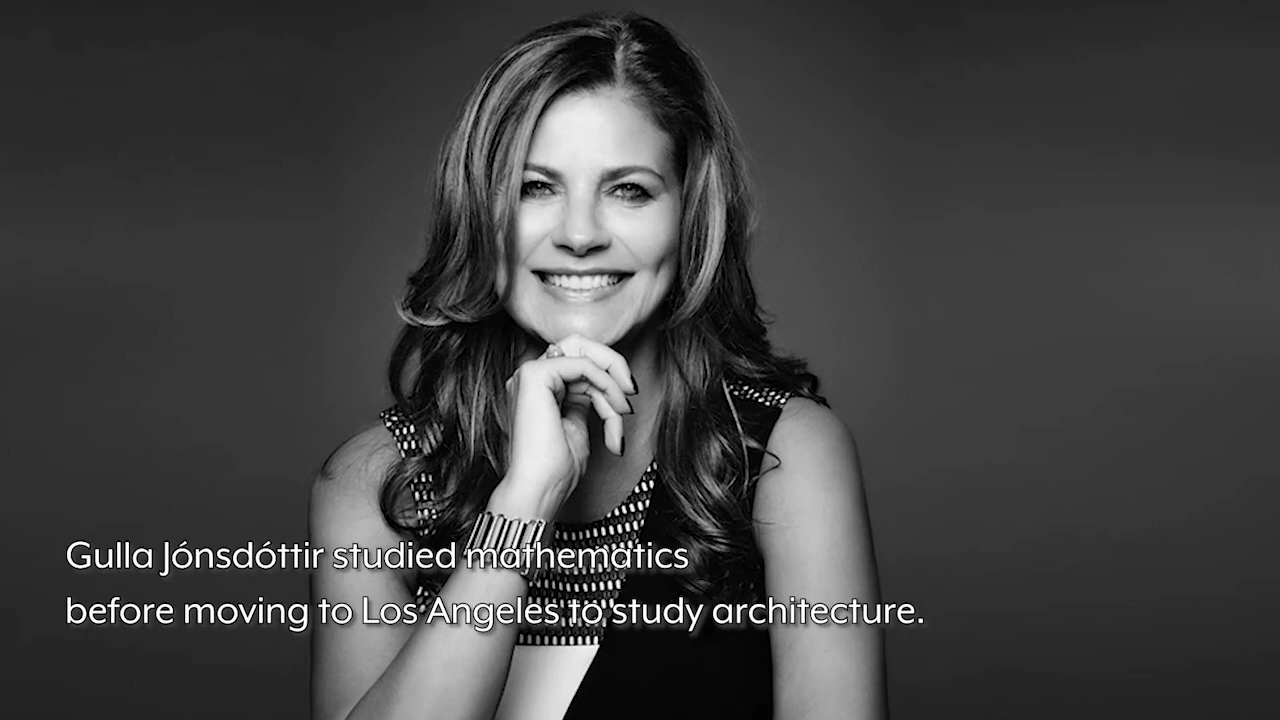 Gulla Jónsdóttir studied mathematics
before moving to Los Angeles to study architecture.